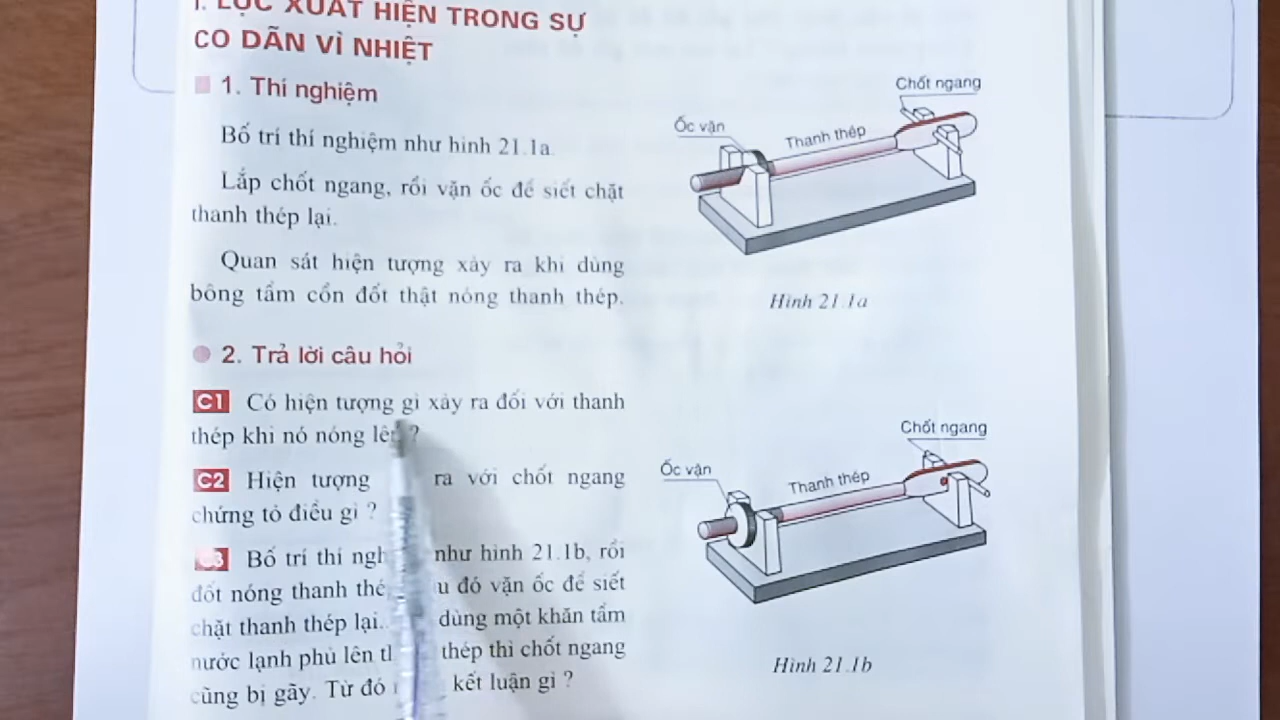 I. LỰC XUẤT HIỆN TRONG SỰ
CO DÃN VÌ NHIỆT
1. Thí nghiệm
Bố trí thí nghiệm như hình 21.1a.
Lắp chốt ngang, rồi vặn ốc để siết chặt
thanh thép lại.
Quan sát hiện tượng xảy ra khi dùng
bông tẩm cồn đốt thật nóng thanh thép.
2. Trả lời câu hỏi
C1 Có hiện tượng gì xảy ra đối với thanh
thép khi nó nóng lên ?
C2 Hiện tượng ra với chốt ngang
chứng tỏ điều gì ?
C3 Bố trí thí như hình 21.1b, rồi
đốt nóng thanh đó vặn ốc để siết
chặt thanh thép lại. dùng một khăn tẩm
nước lạnh phủ lên thép thì chốt ngang
cũng bị gãy. Từ đó kết luận gì ?
Chốt ngang
Ốc vặn
Thanh thép
Hình 21.1a
Chốt ngang
Ốc vặn
Thanh thép
Hình 21.1b